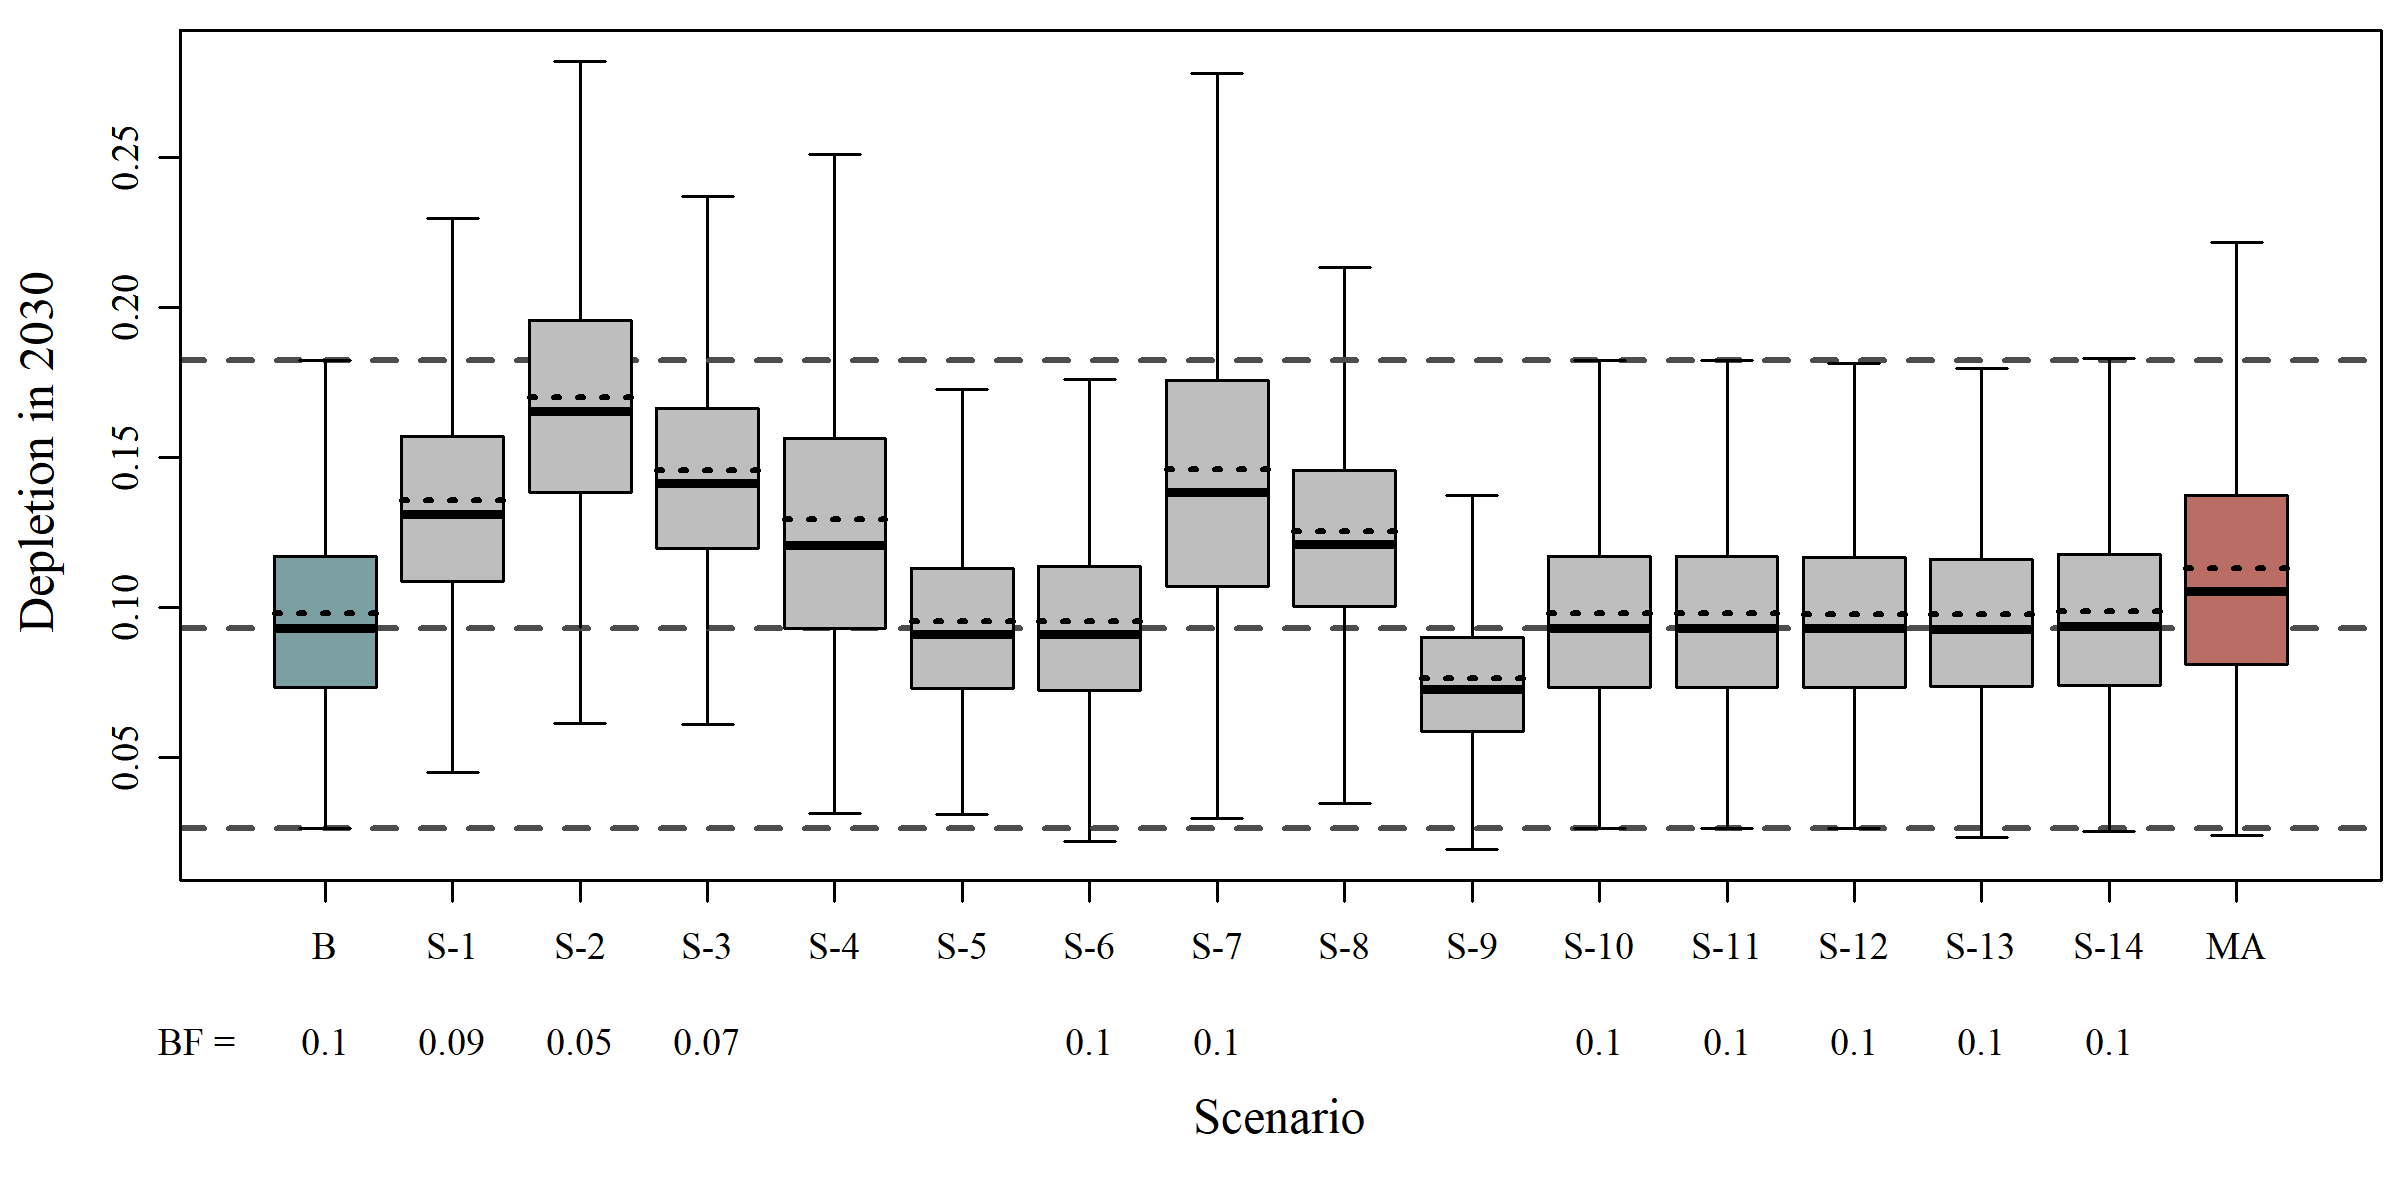 Depletion in 2030
0.25
0.20
0.15
0.10
0.05
B S-1 S-2 S-3 S-4 S-5 S-6 S-7 S-8 S-9 S-10 S-11 S-12 S-13 S-14 MA
BF = 0.1 0.09 0.05 0.07 0.1 0.1 0.1 0.1 0.1 0.1 0.1
Scenario